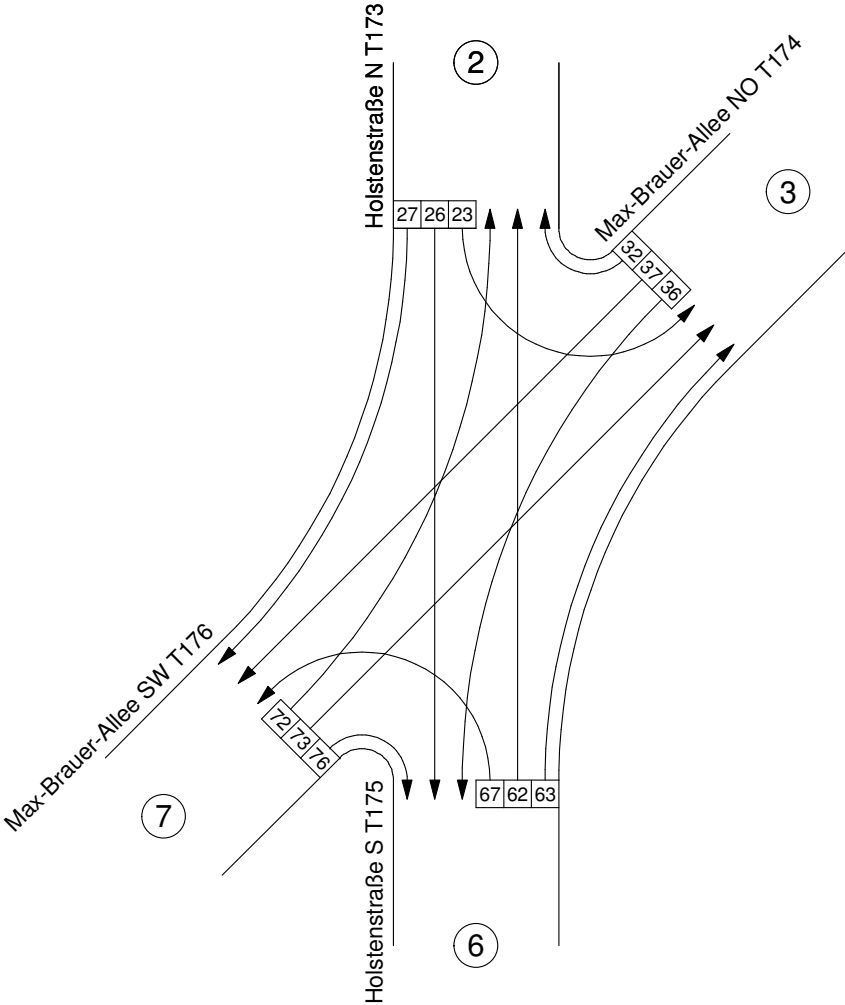 Holstenstraße N T173
2
Max-Brauer-Allee NO T174
3
27 26 23
32 37 36
Max-Brauer-Allee SW T176
72 73 76
7
Holstenstraße S T175
67 62 63
6